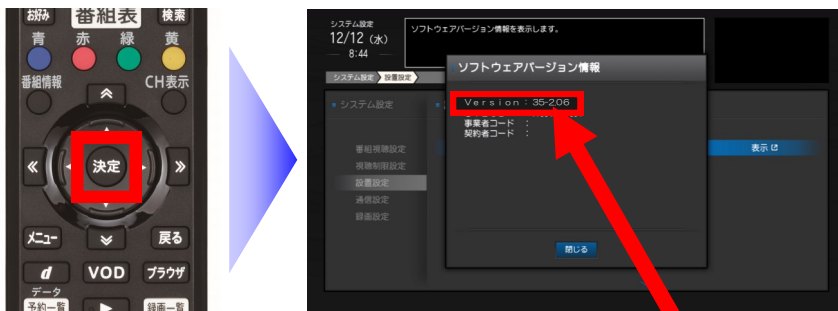 お好み 番組表 検索
青 赤 緑 黄
番組情報 CH表示
決定
メニュー 戻る
d VOD ブラウザ
データ
予約一覧 録画一覧
システム設定
12/12（水）
8:44
ソフトウェアバージョン情報を表示します。
システム設定 設置設定
ソフトウェアバージョン情報
Version：35-2.06
事業者コード ：
契約者コード ：
システム設定
番組視聴設定
視聴制限設定
設置設定
通信設定
録画設定
表示
閉じる